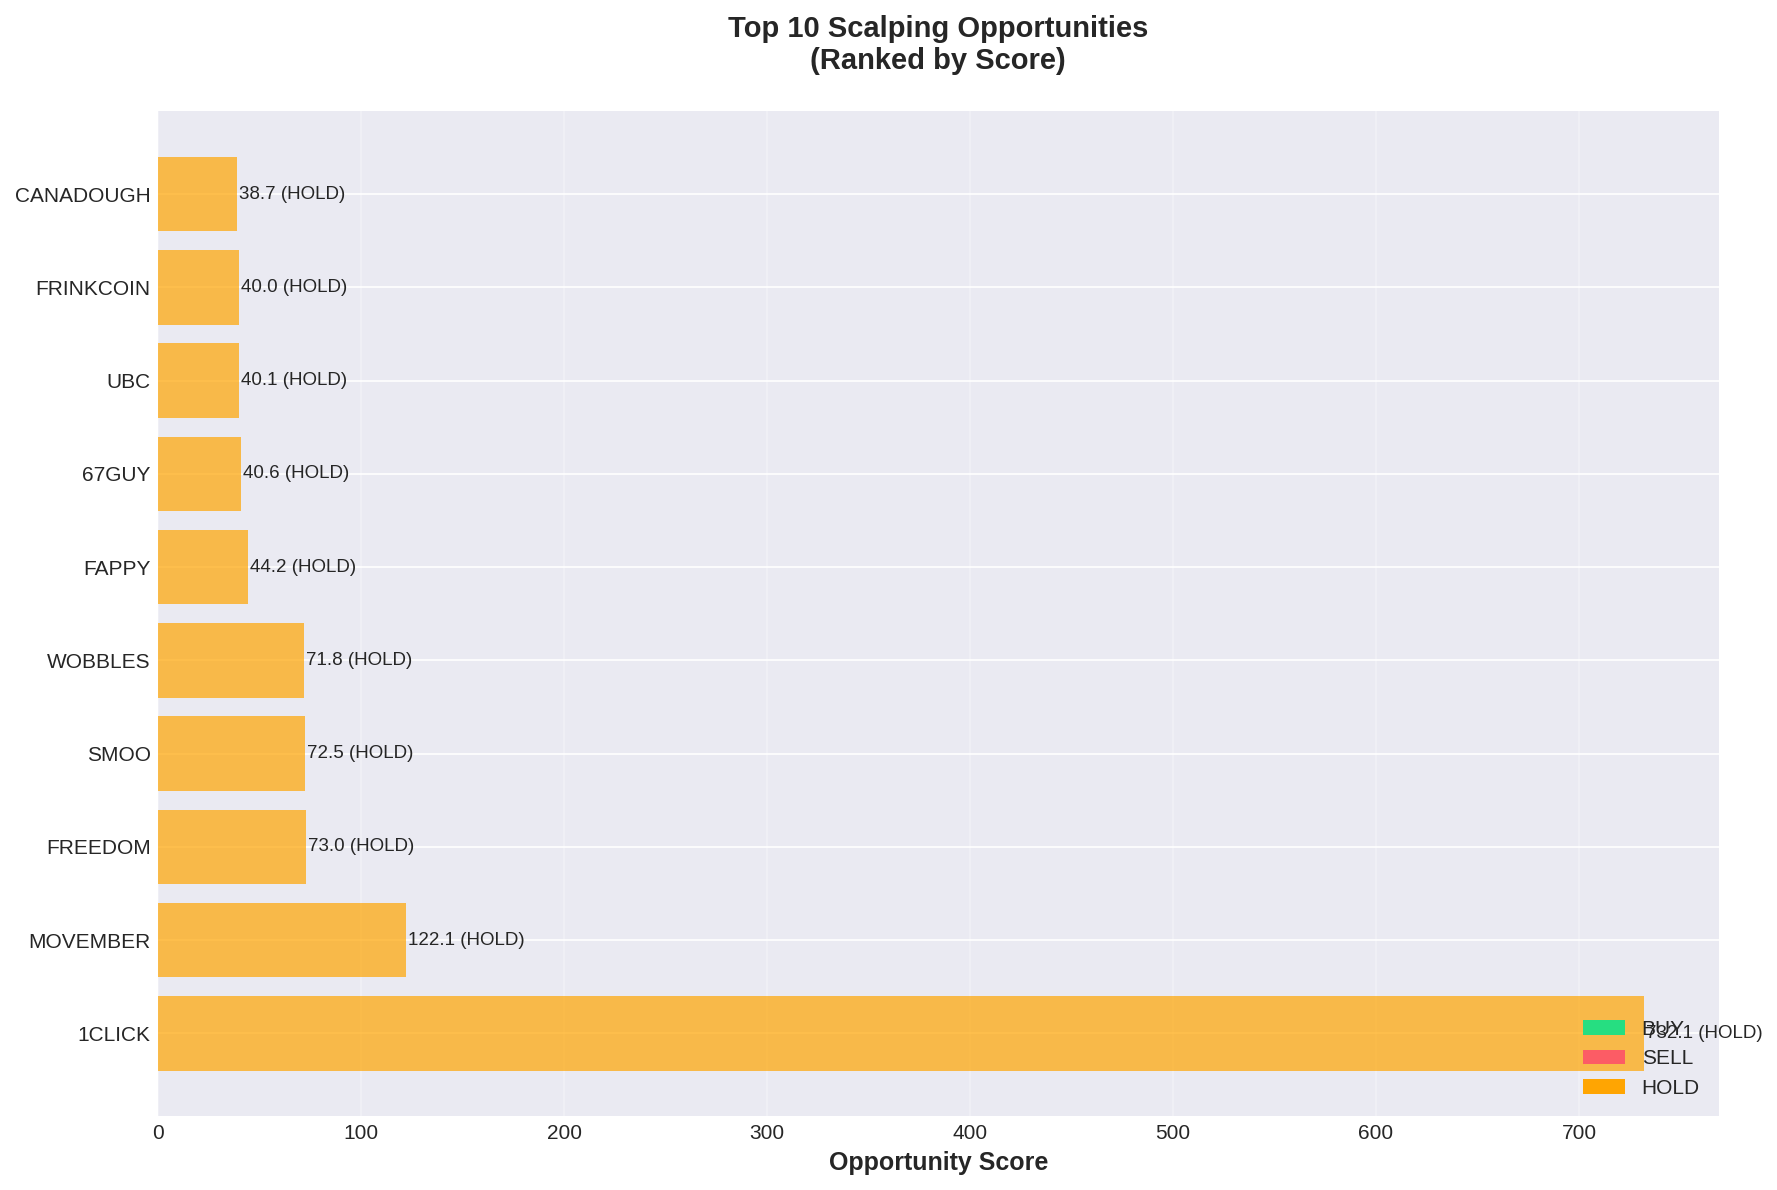 Top 10 Scalping Opportunities
(Ranked by Score)
CANADOUGH
38.7 (HOLD)
FRINKCOIN
40.0 (HOLD)
UBC
40.1 (HOLD)
67GUY
40.6 (HOLD)
FAPPY
44.2 (HOLD)
WOBBLES
71.8 (HOLD)
SMOO
72.5 (HOLD)
FREEDOM
73.0 (HOLD)
MOVEMBER
122.1 (HOLD)
1CLICK
732.1 (HOLD)
BUY
SELL
HOLD
0 100 200 300 400 500 600 700
Opportunity Score